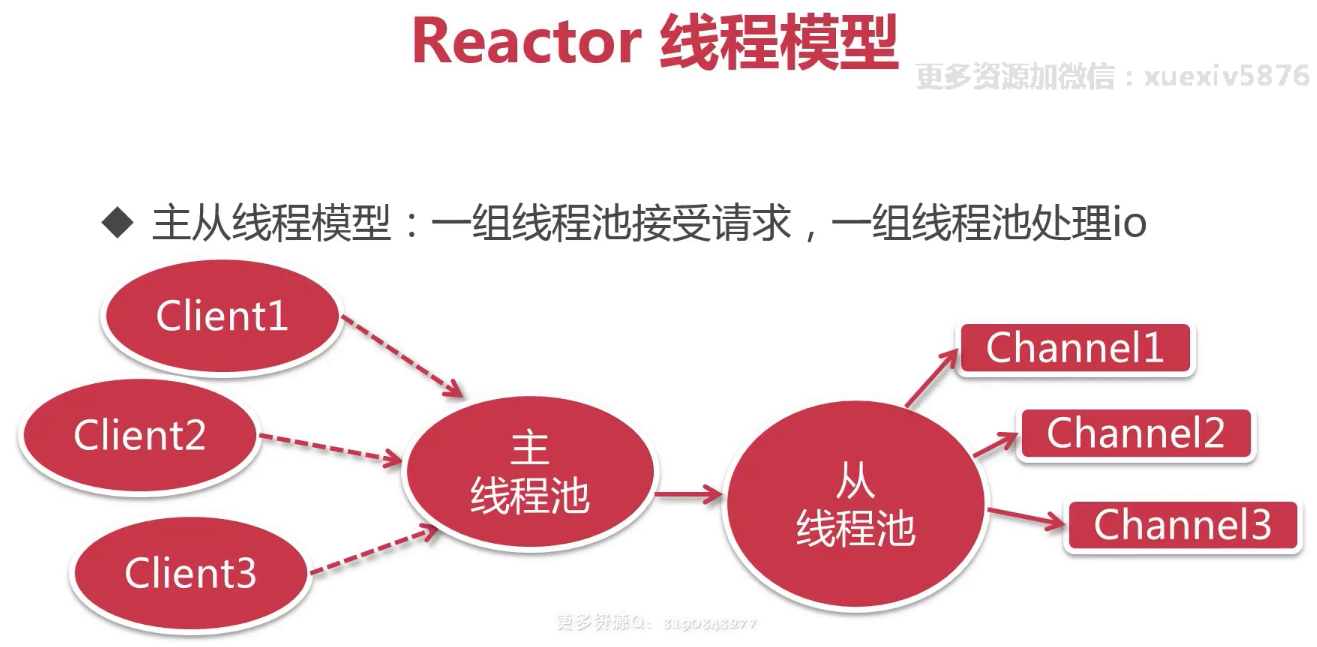 Reactor 线程模型
更多资源加微信：xuexiv5876
主从线程模型：一组线程池接受请求，一组线程池处理io
Client1
Client2
Client3
主
线程池
从
线程池
Channel1
Channel2
Channel3
更多资源Q：8190343277